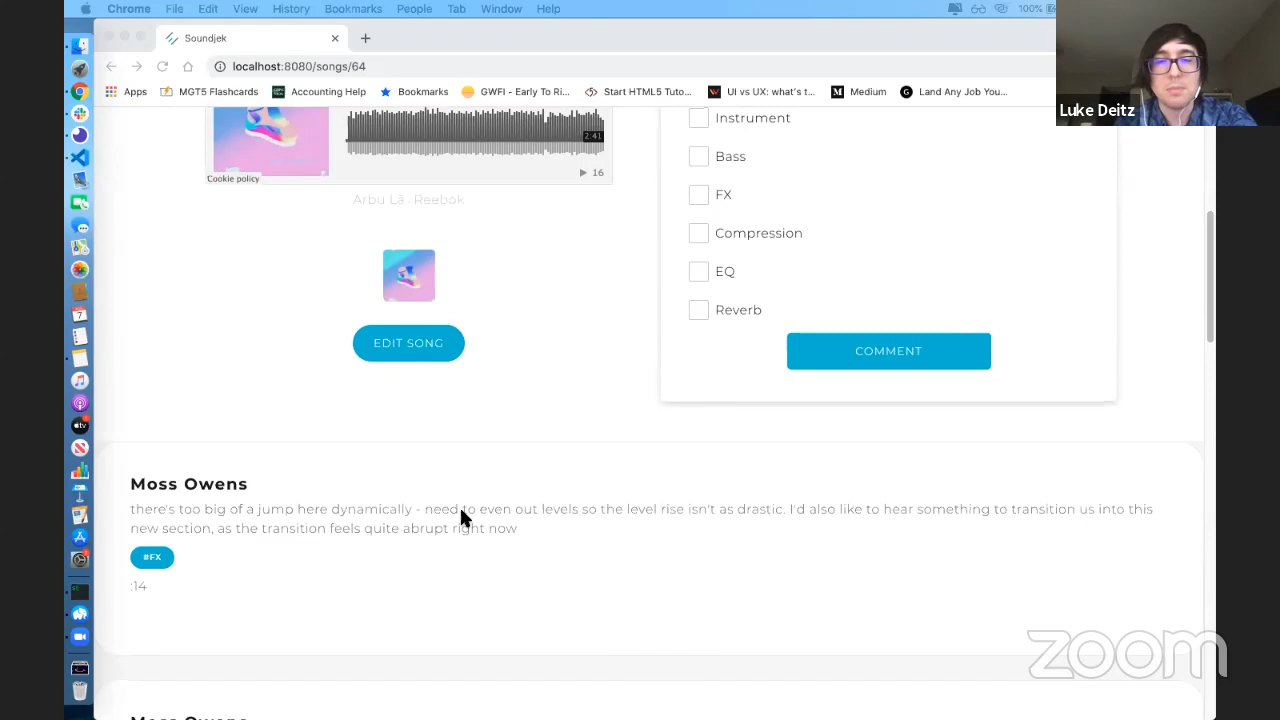 Chrome File Edit View History Bookmarks People Tab Window Help 100%
Soundjek
localhost:8080/songs/64
Apps MGT5 Flashcards Accounting Help Bookmarks GWFI - Early To Ri... Start HTML5 Tuto... UI vs UX: what's t... Medium Land Any Job You...
Luke Deitz
2:41
Cookie policy
16
Arbu Lã · Reebok
EDIT SONG
Instrument
Bass
FX
Compression
EQ
Reverb
COMMENT
Moss Owens
there's too big of a jump here dynamically - need to even out levels so the level rise isn't as drastic. I'd also like to hear something to transition us into this
new section, as the transition feels quite abrupt right now
#FX
:14
Moss Owens
zoom